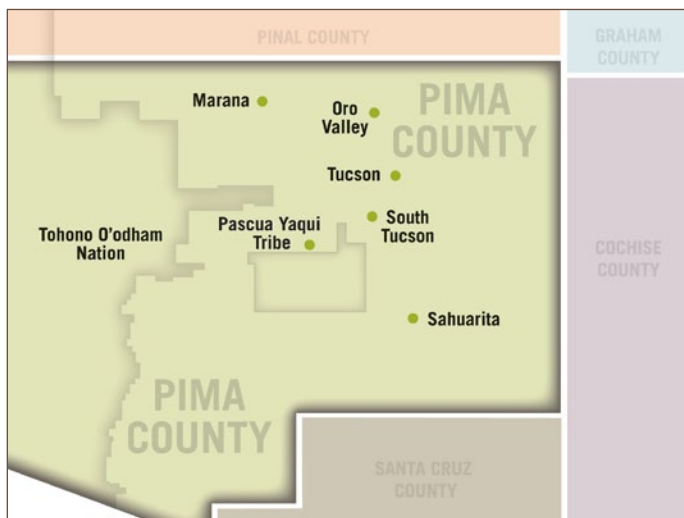 PINAL COUNTY
GRAHAM
COUNTY
Marana
Oro
Valley
PIMA
COUNTY
Tucson
Tohono O'odham
Nation
Pascua Yaqui
Tribe
South
Tucson
COCHISE
COUNTY
Sahuarita
PIMA
COUNTY
SANTA CRUZ
COUNTY